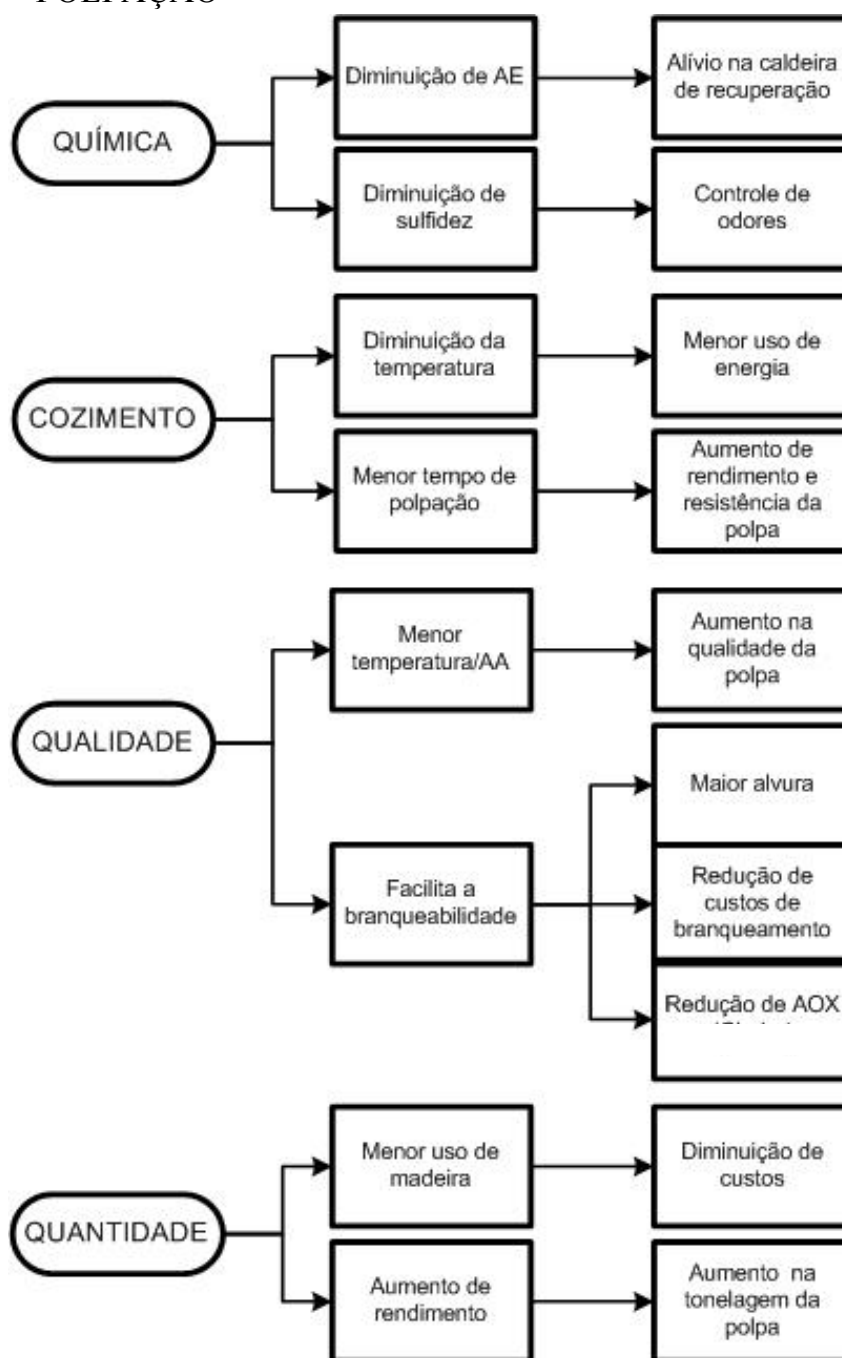 POLPAÇÃO
QUÍMICA
Diminuição de AE
Alívio na caldeira
de recuperação
Diminuição de
sulfidez
Controle de
odores
COZIMENTO
Diminuição da
temperatura
Menor uso de
energia
Menor tempo de
polpação
Aumento de
rendimento e
resistência da
polpa
QUALIDADE
Menor
temperatura/AA
Aumento na
qualidade da
polpa
Facilita a
branqueabilidade
Maior alvura
Redução de
custos de
branqueamento
Redução de AOX
QUANTIDADE
Menor uso de
madeira
Diminuição de
custos
Aumento de
rendimento
Aumento na
tonelagem da
polpa